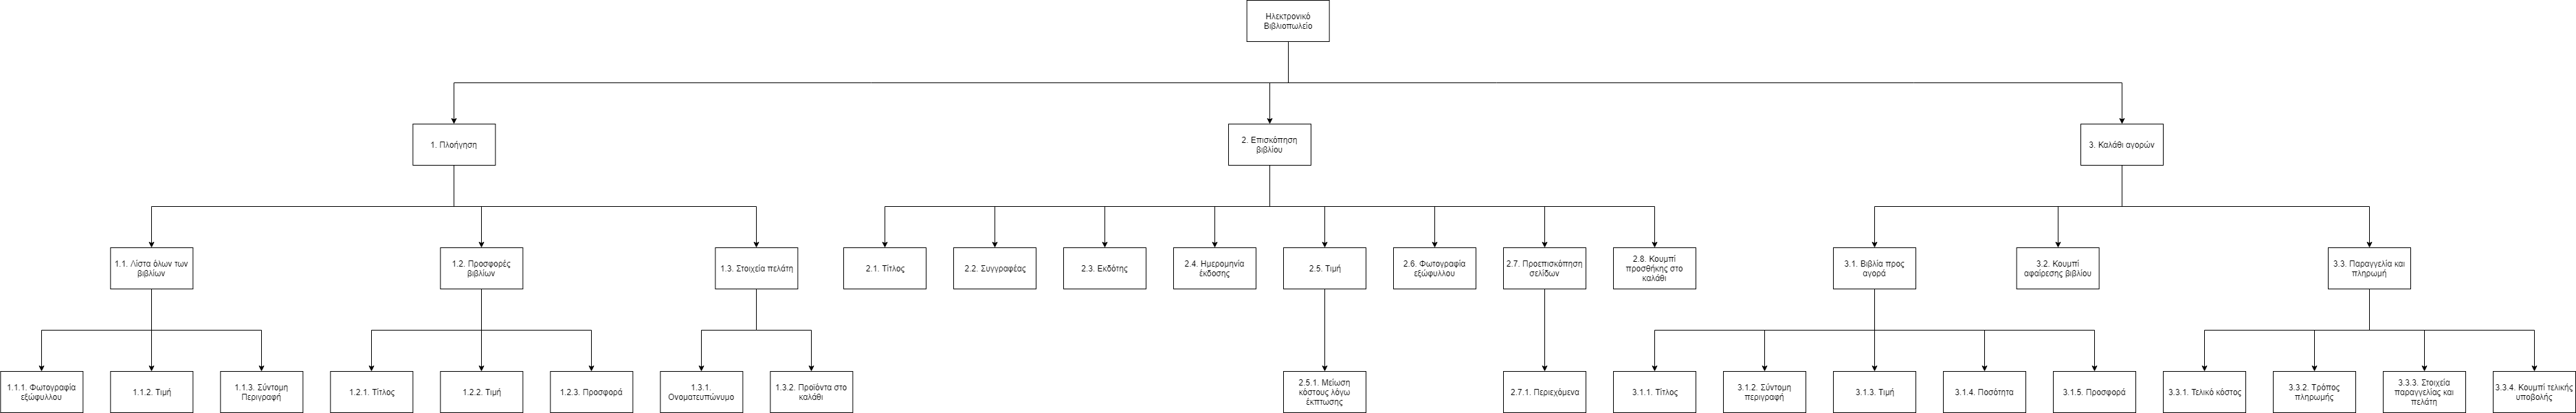 Ηλεκτρονικό
Βιβλιοπωλείο
1. Πλοήγηση
2. Επισκόπηση
βιβλίου
3. Καλάθι αγορών
1.1. Λίστα όλων των
βιβλίων
1.2. Προσφορές
βιβλίων
1.3. Στοιχεία πελάτη
2.1. Τίτλος
2.2. Συγγραφέας
2.3. Εκδότης
2.4. Ημερομηνία
έκδοσης
2.5. Τιμή
2.6. Φωτογραφία
εξώφυλλου
2.7. Προεπισκόπηση
σελίδων
2.8. Κουμπί
προσθήκης στο
καλάθι
3.1. Βιβλία προς
αγορά
3.2. Κουμπί
αφαίρεσης βιβλίου
3.3. Παραγγελία και
πληρωμή
1.1.1. Φωτογραφία
εξώφυλλου
1.1.2. Τιμή
1.1.3. Σύντομη
Περιγραφή
1.2.1. Τίτλος
1.2.2. Τιμή
1.2.3. Προσφορά
1.3.1.
Ονοματευπώνυμο
1.3.2. Προϊόντα στο
καλάθι
2.5.1. Μείωση
κόστους λόγω
έκπτωσης
2.7.1. Περιεχόμενα
3.1.1. Τίτλος
3.1.2. Σύντομη
περιγραφή
3.1.3. Τιμή
3.1.4. Ποσότητα
3.1.5. Προσφορά
3.3.1. Τελικό κόστος
3.3.2. Τρόπος
πληρωμής
3.3.3. Στοιχεία
παραγγελίας και
πελάτη
3.3.4. Κουμπί τελικής
υποβολής